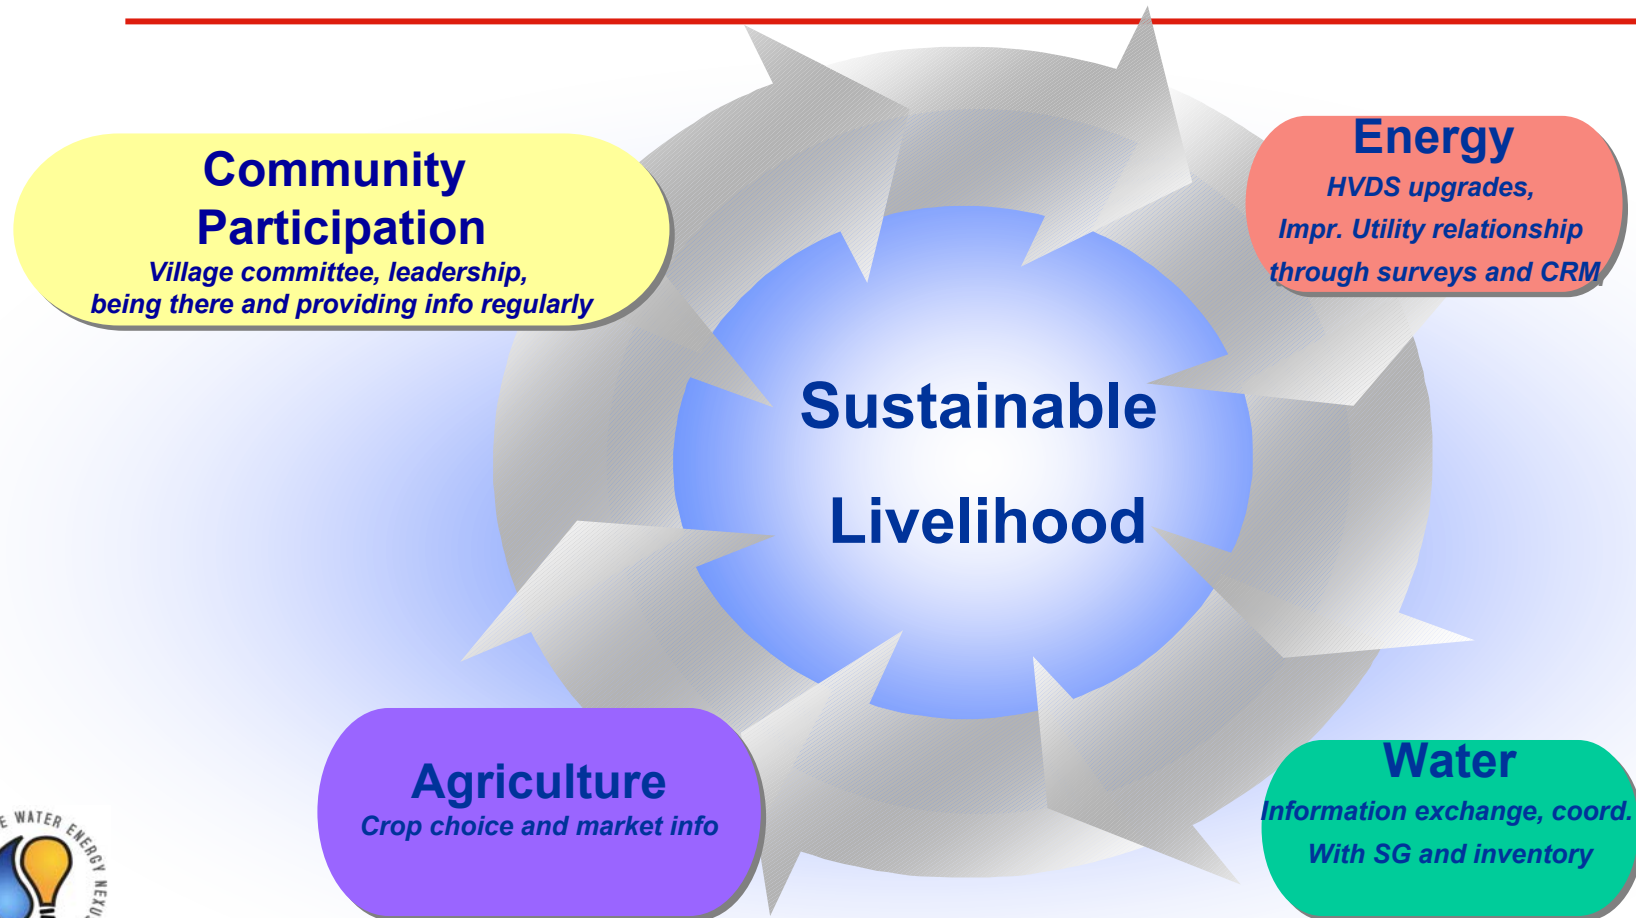 Community
Participation
Village committee, leadership,
being there and providing info regularly
Energy
HVDS upgrades,
Impr. Utility relationship
through surveys and CRM
Sustainable
Livelihood
Agriculture
Crop choice and market info
Water
Information exchange, coord.
With SG and inventory
WATER ENERGY NEXUS